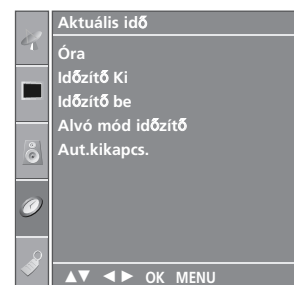 Aktuális idő
Óra
Időzítő Ki
Időzítő be
Alvó mód időzítő
Aut.kikapcs.
▲▼ ◄► OK MENU